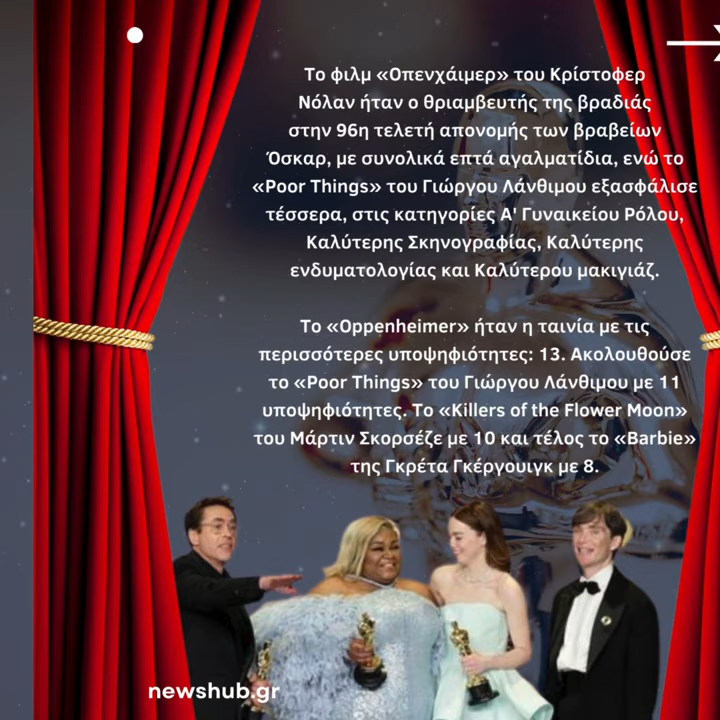 Το φιλμ «Οπενχάιμερ» του Κρίστοφερ
Νόλαν ήταν ο θριαμβευτής της βραδιάς
στην 96η τελετή απονομής των βραβείων
Όσκαρ, με συνολικά επτά αγαλματίδια, ενώ το
«Poor Things» του Γιώργου Λάνθιμου εξασφάλισε
τέσσερα, στις κατηγορίες Α' Γυναικείου Ρόλου,
Καλύτερης Σκηνογραφίας, Καλύτερης
ενδυματολογίας και Καλύτερου μακιγιάζ.
Το «Oppenheimer» ήταν η ταινία με τις
περισσότερες υποψηφιότητες: 13. Ακολουθούσε
το «Poor Things» του Γιώργου Λάνθιμου με 11
υποψηφιότητες. Το «Killers of the Flower Moon»
του Μάρτιν Σκορσέζε με 10 και τέλος το «Barbie»
της Γκρέτα Γκέργουιγκ με 8.
newshub.gr